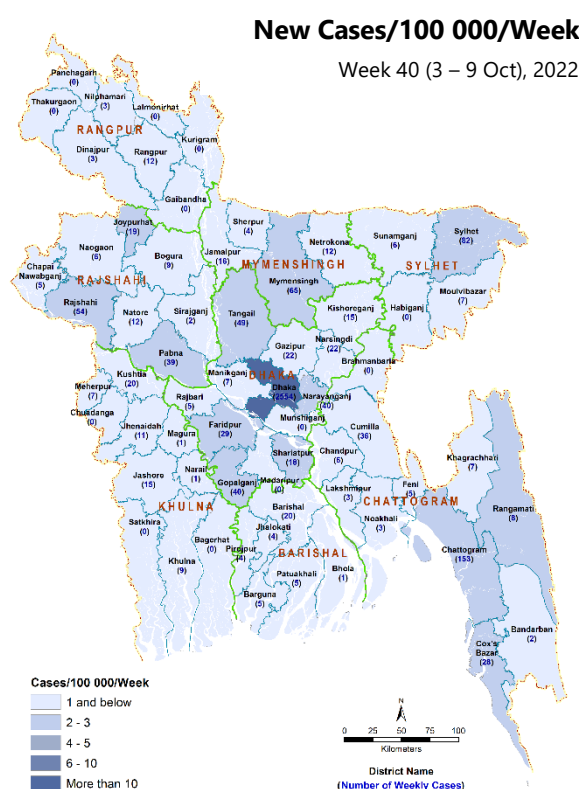 New Cases/100 000/Week
Week 40 (3 – 9 Oct), 2022
Panchagarh
(0)
Thakurgaon
(0)
Nilphamari
(3)
Lalmonirhat
(0)
RANGPUR
Dinajpur
(3)
Rangpur
(12)
Kurigram
(0)
Gaibandha
(0)
Joypurhat
(19)
Naogaon
(6)
Bogura
(9)
Chapai
Nawabganj
(5)
RAJSHAHI
Rajshahi
(54)
Natore
(12)
Sirajganj
(2)
Pabna
(39)
Sherpur
(4)
Jamalpur
(16)
Netrokona
(12)
MYMENSINGH
Mymensingh
(65)
Sunamganj
(6)
Sylhet
(82)
SYLHET
Moulvibazar
(7)
Habiganj
(0)
Tangail
(49)
Kishoreganj
(15)
Gazipur
(22)
Narsingdi
(22)
Brahmanbaria
(0)
Manikganj
(7)
DHAKA
Dhaka
(2554)
Narayanganj
(40)
Munshiganj
(0)
Kushtia
(20)
Meherpur
(7)
Chuadanga
(0)
Rajbari
(5)
Jhenaidah
(11)
Magura
(1)
Faridpur
(29)
Shariatpur
(18)
Cumilla
(36)
Chandpur
(6)
Narail
(1)
Jashore
(15)
Gopalganj
(40)
Madaripur
(0)
KHULNA
Satkhira
(0)
Khulna
(9)
Bagerhat
(0)
Pirojpur
(4)
Barishal
(20)
Jhalokati
(4)
BARISHAL
Patuakhali
(5)
Barguna
(5)
Bhola
(1)
Lakshmipur
(3)
Noakhali
(3)
Feni
(5)
CHATTOGRAM
Khagrachhari
(7)
Rangamati
(8)
Chattogram
(153)
Bandarban
(2)
Cox's
Bazar
(28)
Cases/100 000/Week
1 and below
2 - 3
4 - 5
6 - 10
More than 10
N
0 25 50 75 100
Kilometers
District Name
(Number of Weekly Cases)